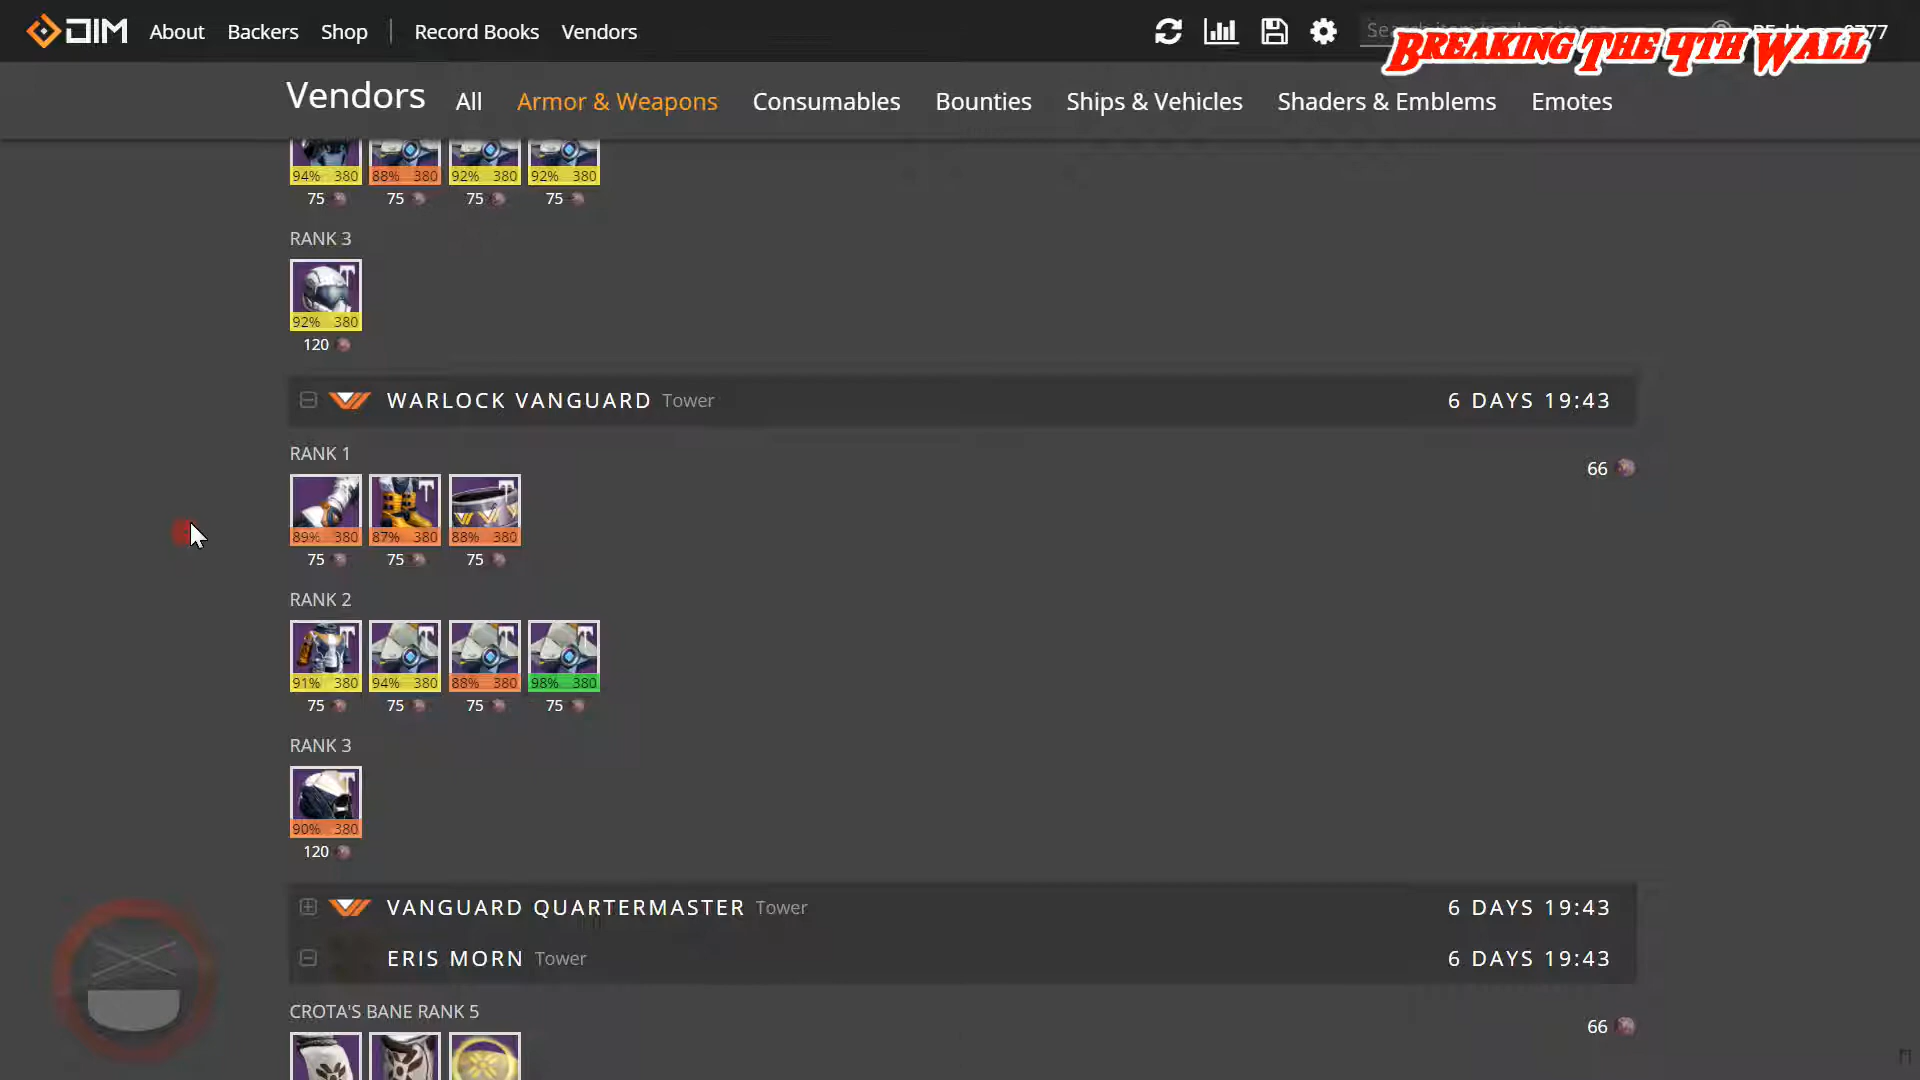 DIM About Backers Shop | Record Books Vendors
Breaking The 4th Wall
Vendors All Armor & Weapons Consumables Bounties Ships & Vehicles Shaders & Emblems Emotes
94% 380 88% 380 92% 380 92% 380
75 75 75 75
RANK 3
92% 380
120
WARLOCK VANGUARD Tower 6 DAYS 19:43
RANK 1
66
89% 380 87% 380 88% 380
75 75 75
RANK 2
91% 380 94% 380 88% 380 98% 380
75 75 75 75
RANK 3
90% 380
120
VANGUARD QUARTERMASTER Tower 6 DAYS 19:43
ERIS MORN Tower 6 DAYS 19:43
CROTA'S BANE RANK 5
66